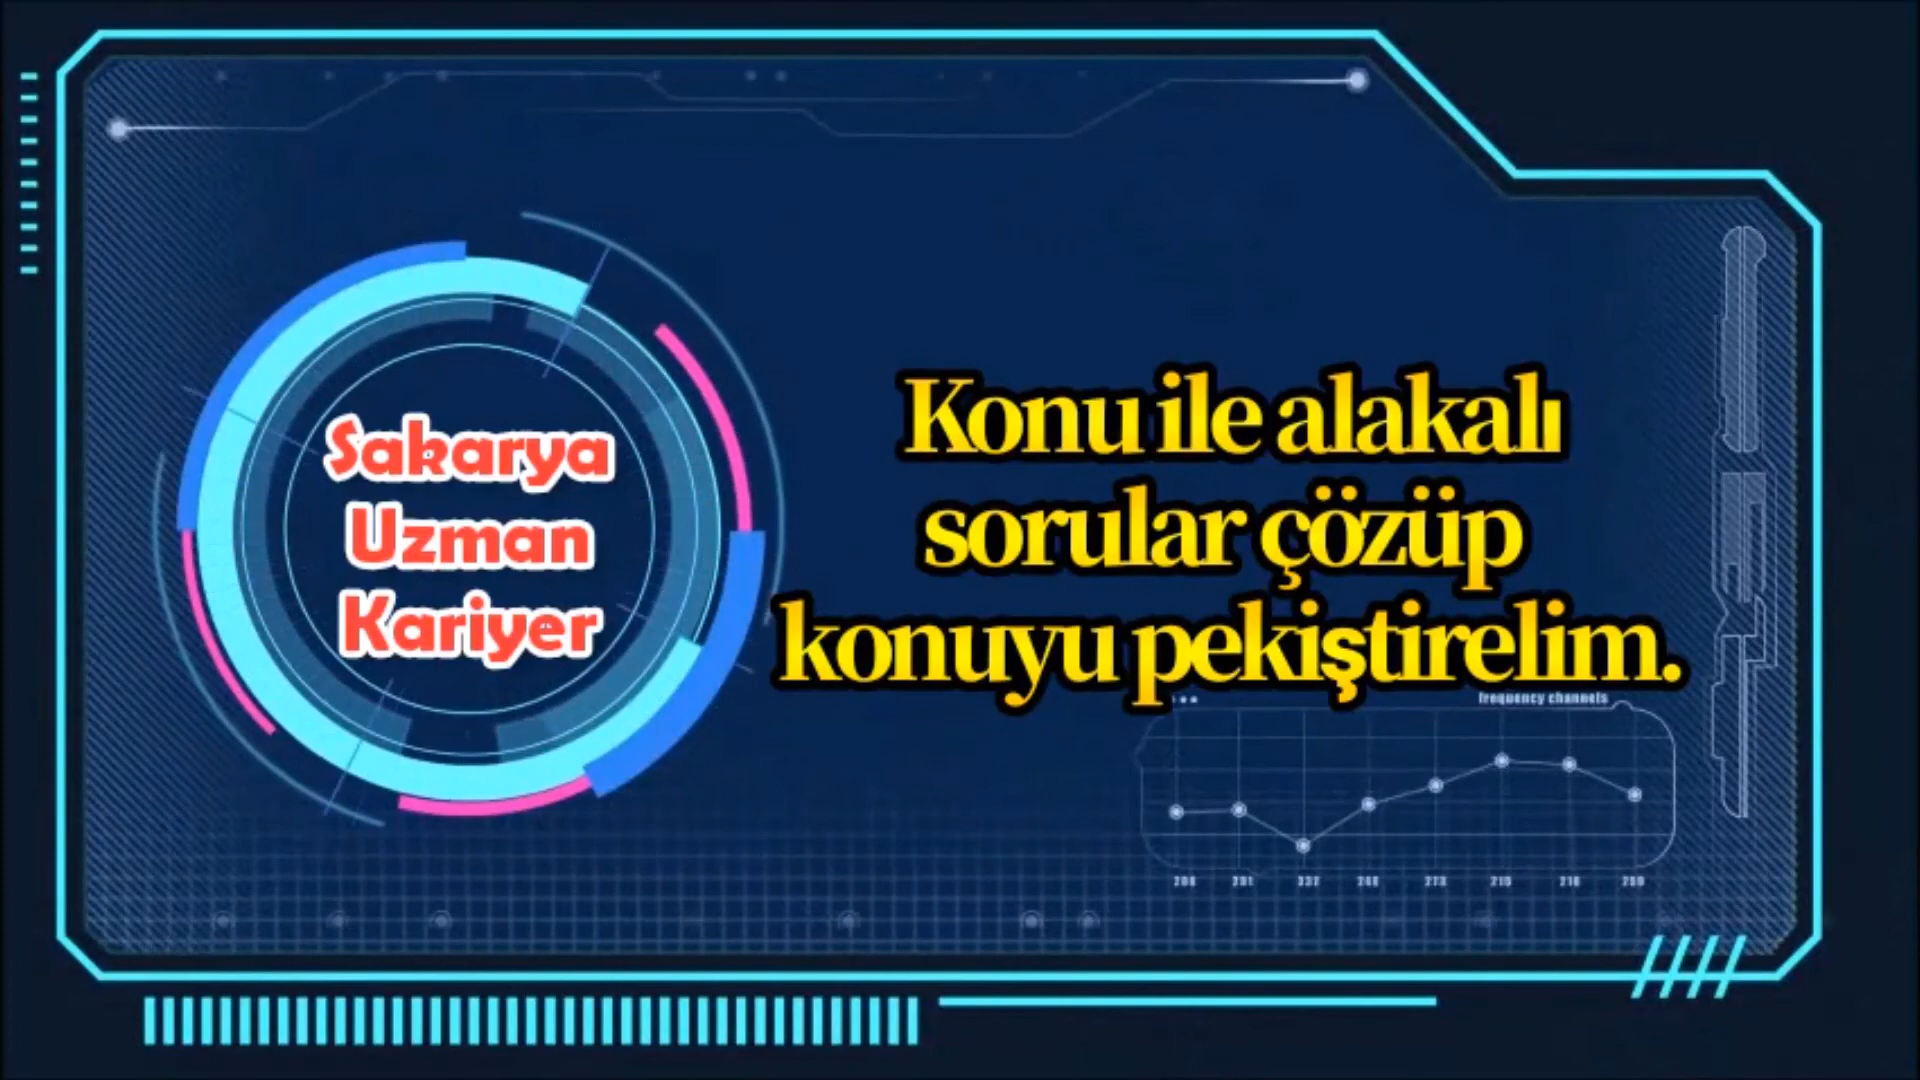 Sakarya
Uzman
Kariyer
Konu ile alakalı
sorular çözüp
konuyu pekiştirelim.
frequency channels